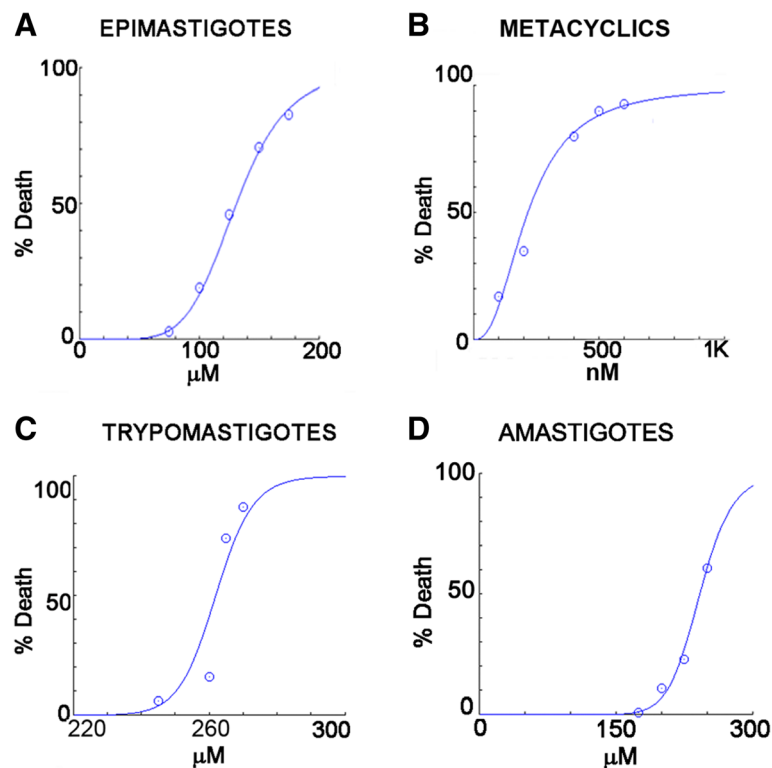 A EPIMASTIGOTES
100
50
0
% Death
0 100 200
μM
B METACYCLICS
100
50
0
% Death
500 1K
nM
C TRYPOMASTIGOTES
100
50
0
% Death
220 260 300
μM
D AMASTIGOTES
100
50
0
% Death
0 150 300
μM